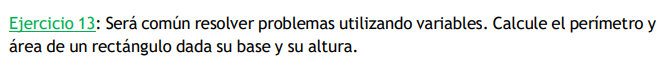 Ejercicio 13: Será común resolver problemas utilizando variables. Calcule el perímetro y
área de un rectángulo dada su base y su altura.